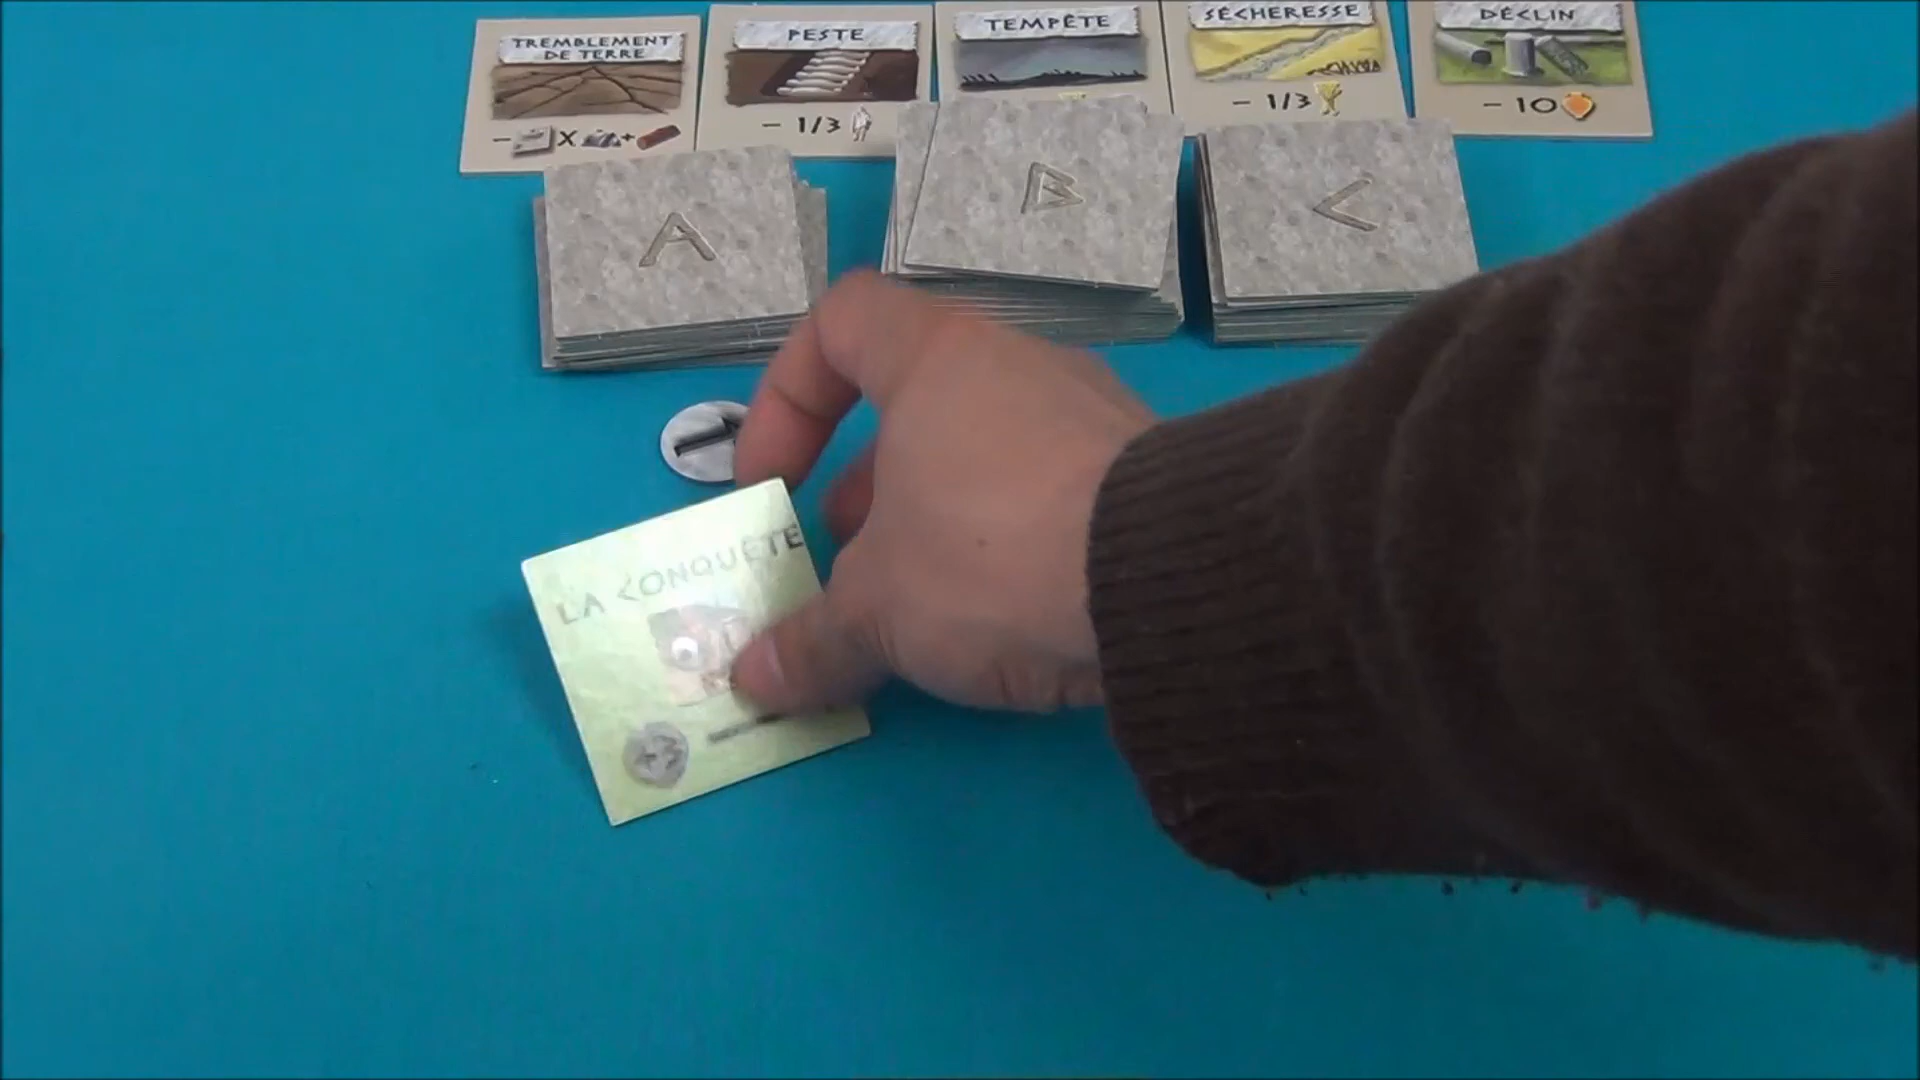 TREMBLEMENT
DE TERRE
- X +
PESTE
- 1/3
TEMPÊTE
SÉCHERESSE
- 1/3
DÉCLIN
- 10
A
B
C
LA CONQUÊTE